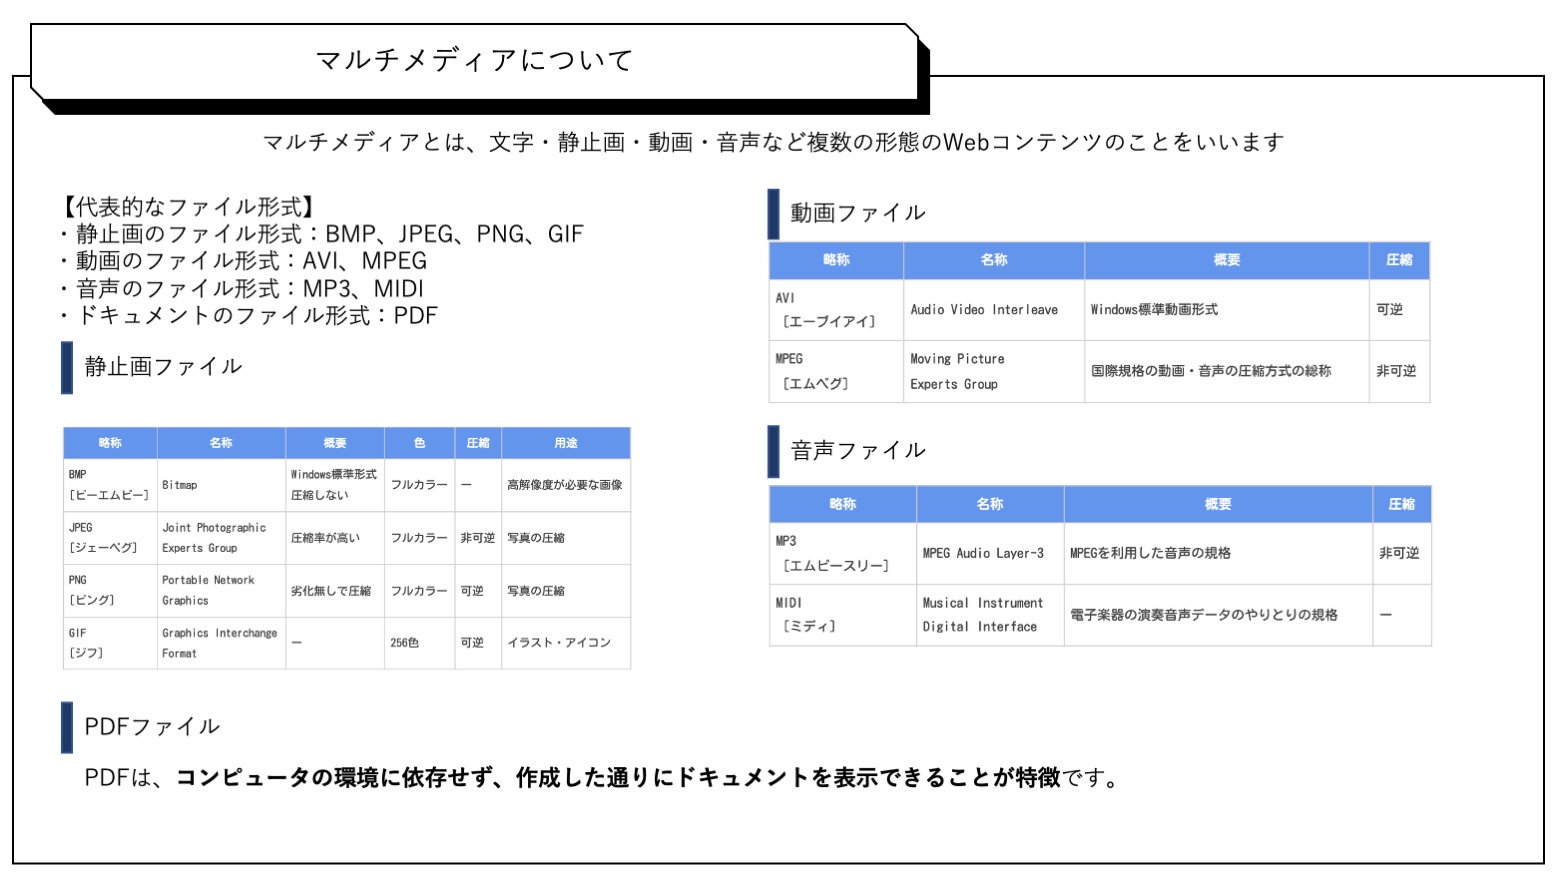 マルチメディアについて
マルチメディアとは、文字・静止画・動画・音声など複数の形態のWebコンテンツのことをいいます
【代表的なファイル形式】
・静止画のファイル形式：BMP、JPEG、PNG、GIF
・動画のファイル形式：AVI、MPEG
・音声のファイル形式：MP3、MIDI
・ドキュメントのファイル形式：PDF
静止画ファイル
略称 名称 概要 色 圧縮 用途
BMP
[ビーエムピー] Bitmap Windows標準形式
圧縮しない フルカラー ー 高解像度が必要な画像
JPEG
[ジェーペグ] Joint Photographic
Experts Group 圧縮率が高い フルカラー 非可逆 写真の圧縮
PNG
[ピング] Portable Network
Graphics 劣化無しで圧縮 フルカラー 可逆 写真の圧縮
GIF
[ジフ] Graphics Interchange
Format ー 256色 可逆 イラスト・アイコン
PDFファイル
PDFは、コンピュータの環境に依存せず、作成した通りにドキュメントを表示できることが特徴です。
動画ファイル
略称 名称 概要 圧縮
AVI
［エーブイアイ］ Audio Video Interleave Windows標準動画形式 可逆
MPEG
［エムペグ］ Moving Picture
Experts Group 国際規格の動画・音声の圧縮方式の総称 非可逆
音声ファイル
略称 名称 概要 圧縮
MP3
［エムピースリー］ MPEG Audio Layer-3 MPEGを利用した音声の規格 非可逆
MIDI
［ミディ］ Musical Instrument
Digital Interface 電子楽器の演奏音声データのやりとりの規格 ー